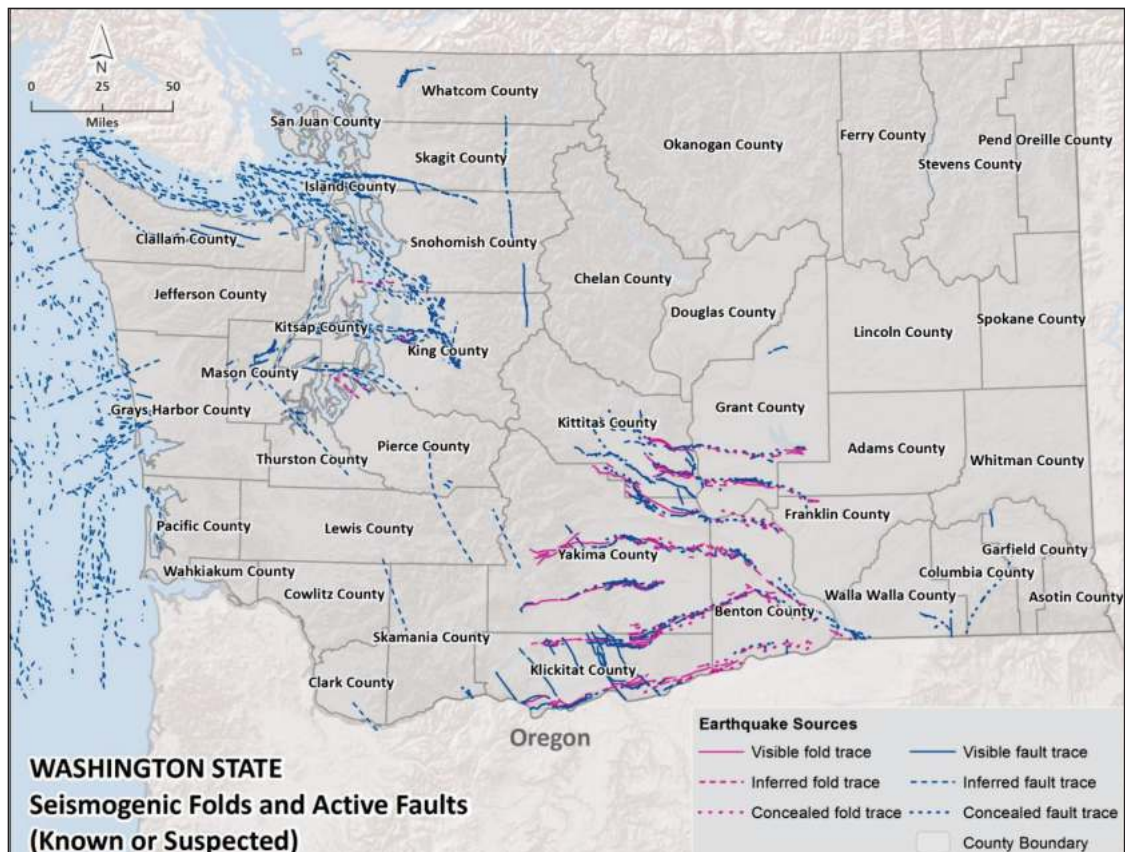 N
0 25 50
Miles
Whatcom County
San Juan County
Skagit County
Island County
Okanogan County
Ferry County
Stevens County
Pend Oreille County
Clallam County
Snohomish County
Chelan County
Jefferson County
Douglas County
Kitsap County
King County
Lincoln County
Spokane County
Mason County
Grays Harbor County
Grant County
Kittitas County
Pierce County
Thurston County
Adams County
Whitman County
Pacific County
Lewis County
Franklin County
Yakima County
Garfield County
Wahkiakum County
Columbia County
Cowlitz County
Walla Walla County
Asotin County
Benton County
Skamania County
Klickitat County
Clark County
Oregon
WASHINGTON STATE
Seismogenic Folds and Active Faults
(Known or Suspected)
Earthquake Sources
Visible fold trace
Visible fault trace
Inferred fold trace
Inferred fault trace
Concealed fold trace
Concealed fault trace
County Boundary